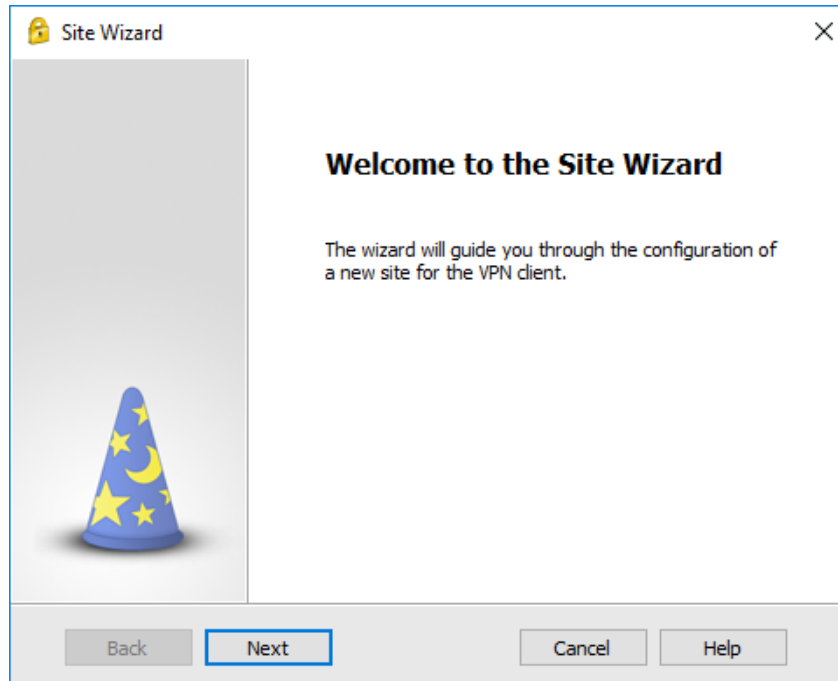 Site Wizard
Welcome to the Site Wizard
The wizard will guide you through the configuration of
a new site for the VPN client.
Back Next Cancel Help